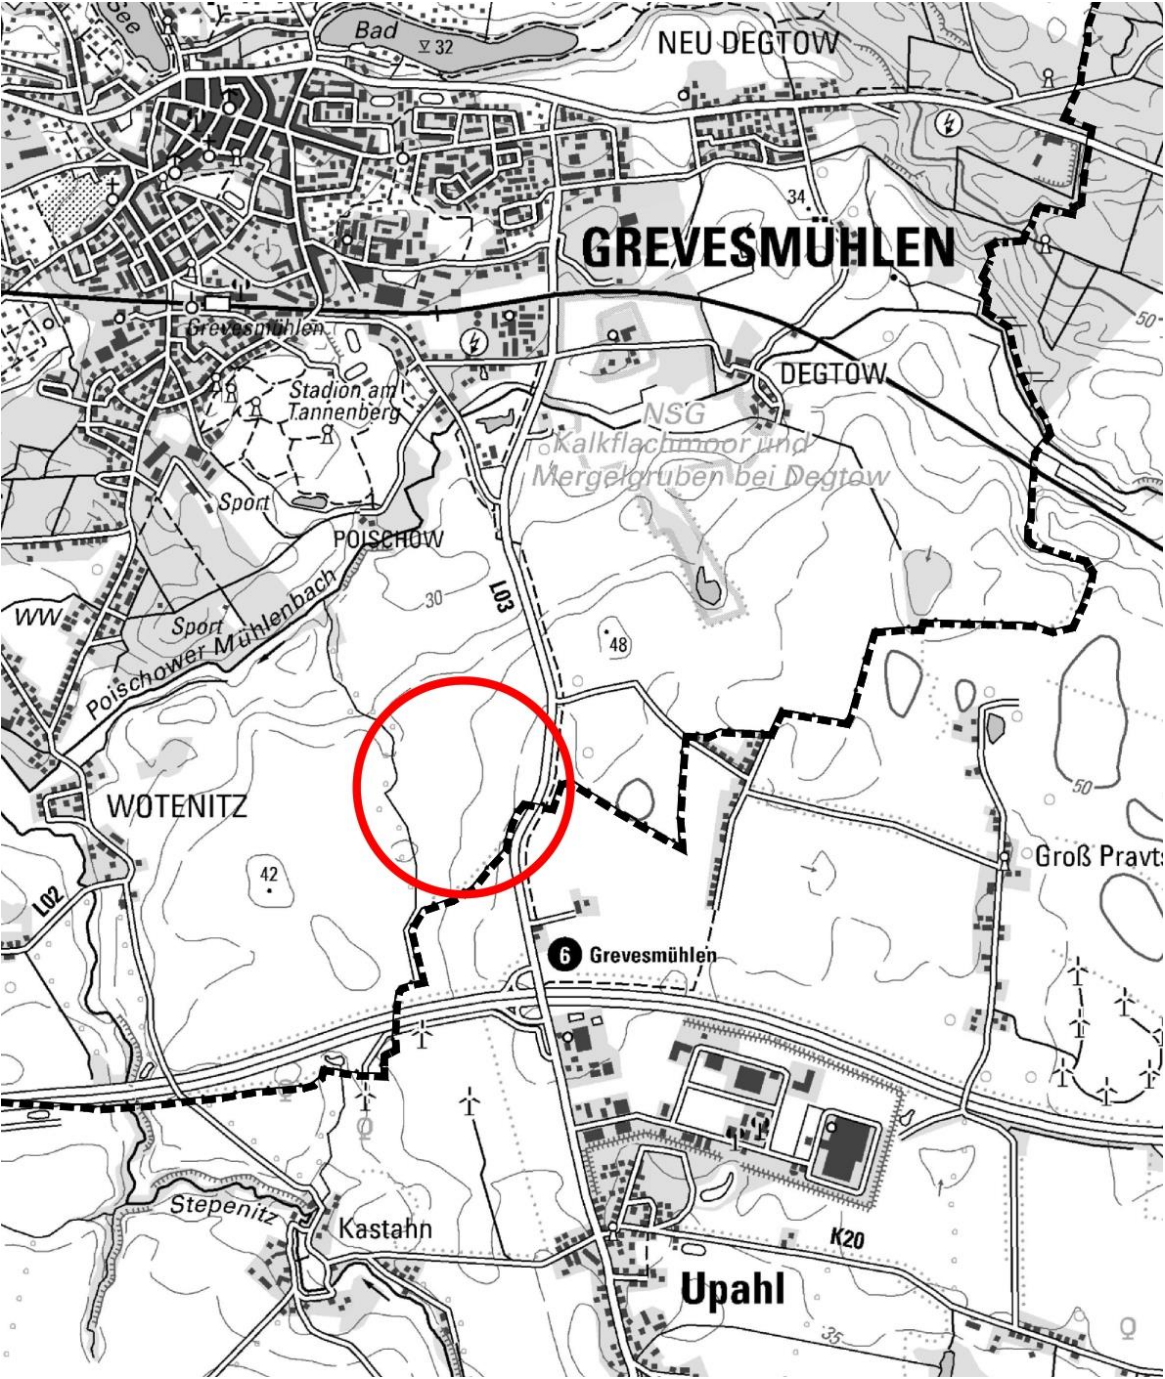 See
Bad
32
NEU DEGTOW
34
GREVESMÜHLEN
Grevesmühlen
50
DEGTOW
Stadion am
Tannenberg
NSG
Kalkflachmoor und
Mergelgruben bei Degtow
Sport
POISCHOW
L03
30
WW
Sport
Poischower Mühlenbach
48
50
WOTENITZ
42
L02
Groß Pravts
6 Grevesmühlen
Stepenitz
Kastahn
K20
Upahl
35